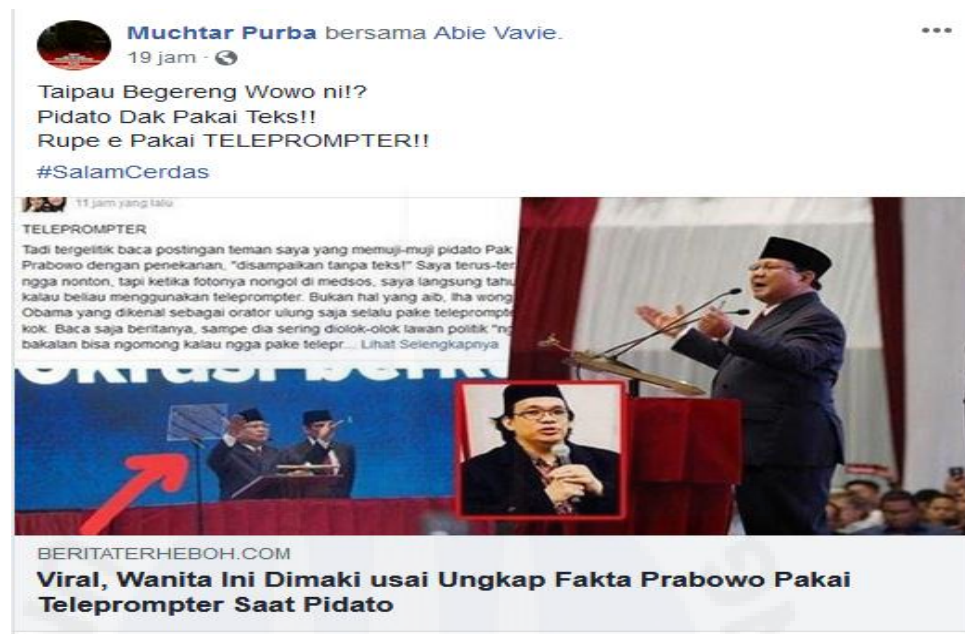 Muchtar Purba bersama Abie Vavie.
19 jam
Taipau Begereng Wowo ni!?
Pidato Dak Pakai Teks!!
Rupe e Pakai TELEPROMPTER!!
#SalamCerdas
11 jam yang lalu
TELEPROMPTER
Tadi tergelitik baca postingan teman saya yang memuji-muji pidato Pak
Prabowo dengan penekanan, "disampaikan tanpa teks!" Saya terus-ter
ngga nonton, tapi ketika fotonya nongol di medsos, saya langsung tahu
kalau beliau menggunakan teleprompter. Bukan hal yang aib, lha wong
Obama yang dikenal sebagai orator ulung saja selalu pake teleprompte
kok. Baca saja beritanya, sampe dia sering diolok-olok lawan politik "ng
bakalan bisa ngomong kalau ngga pake telepr... Lihat Selengkapnya
BERITATERHEBOH.COM
Viral, Wanita Ini Dimaki usai Ungkap Fakta Prabowo Pakai
Teleprompter Saat Pidato